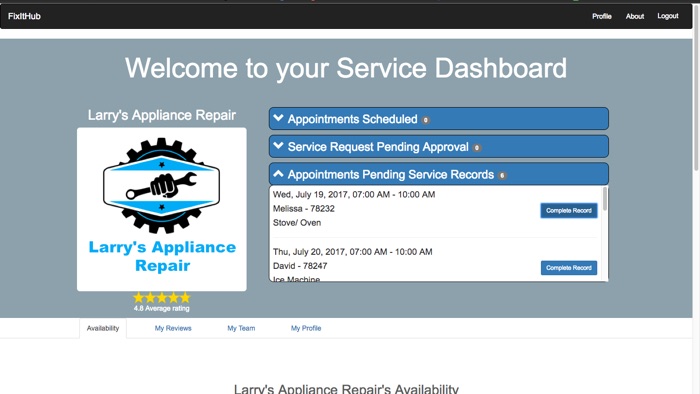 FixItHub
Profile
About
Logout
Welcome to your Service Dashboard
Larry's Appliance Repair
Larry's Appliance
Repair
4.8 Average rating
Appointments Scheduled 0
Service Request Pending Approval 0
Appointments Pending Service Records 6
Wed, July 19, 2017, 07:00 AM - 10:00 AM
Melissa - 78232
Stove/ Oven
Complete Record
Thu, July 20, 2017, 07:00 AM - 10:00 AM
David - 78247
Ice Machine
Complete Record
Availability
My Reviews
My Team
My Profile
Larry's Appliance Repair's Availability